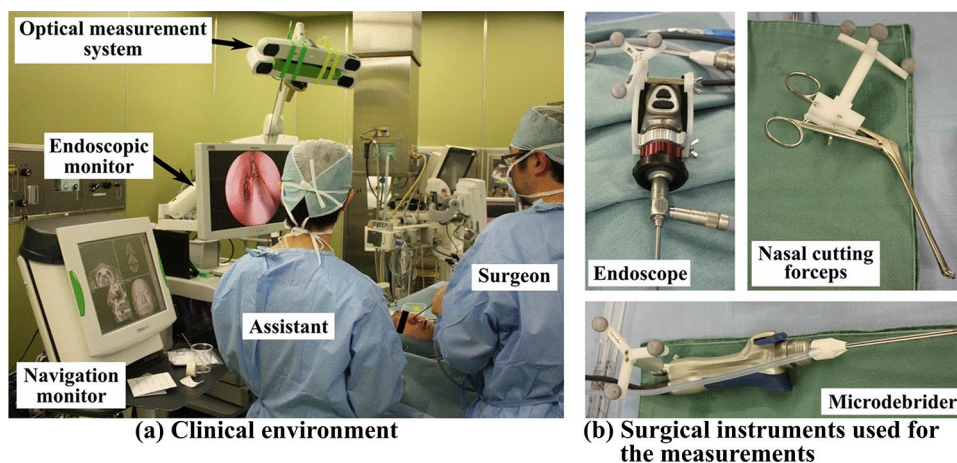 Optical measurement
system
Endoscopic
monitor
Surgeon
Assistant
Navigation
monitor
(a) Clinical environment
Endoscope
Nasal cutting
forceps
Microdebrider
(b) Surgical instruments used for
the measurements